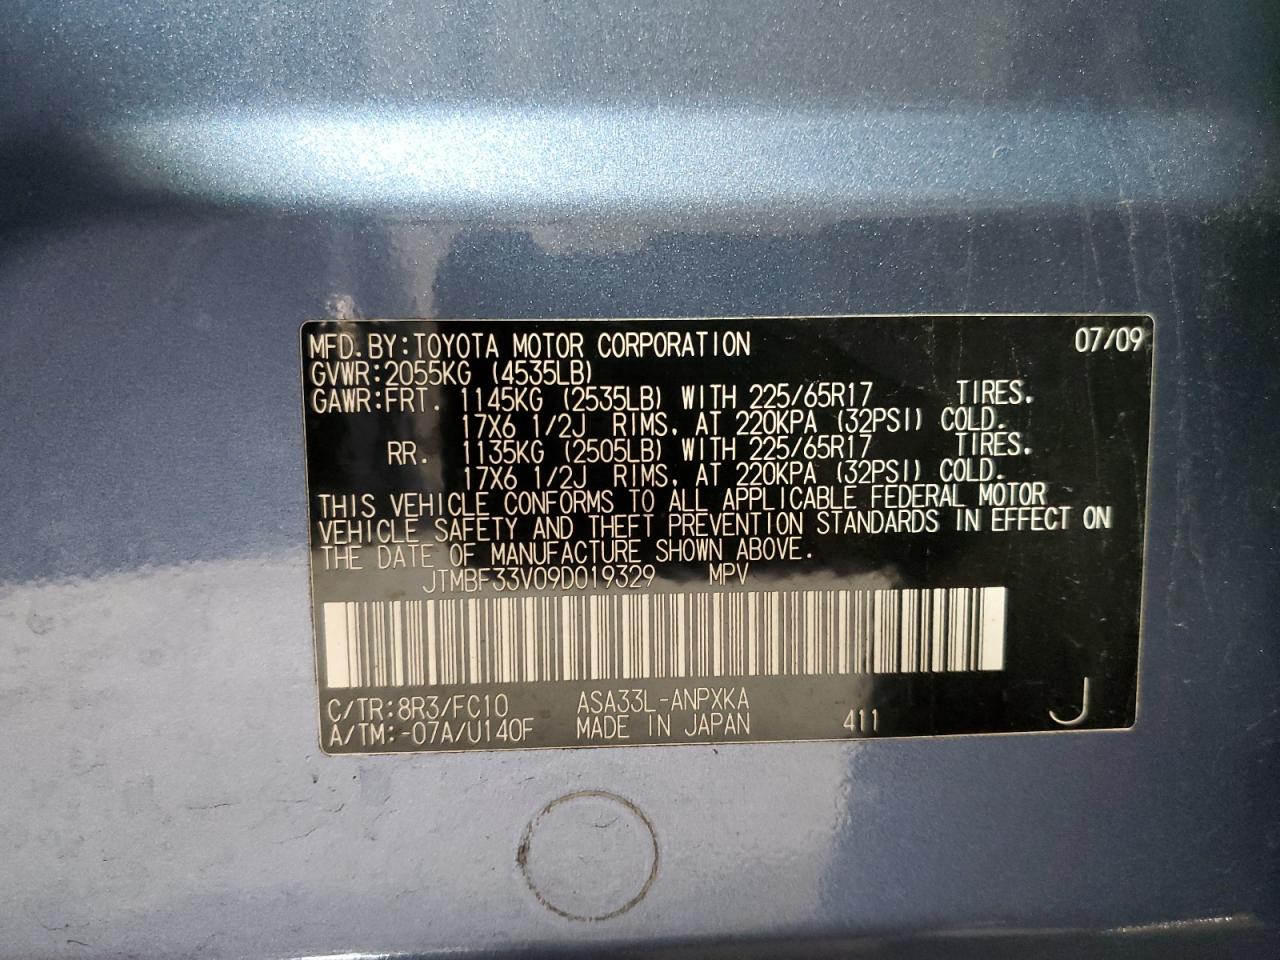 MFD.BY:TOYOTA MOTOR CORPORATION 07/09
GVWR:2055KG (4535LB)
GAWR:FRT. 1145KG (2535LB) WITH 225/65R17 TIRES.
17X6 1/2J RIMS, AT 220KPA (32PSI) COLD.
RR. 1135KG (2505LB) WITH 225/65R17 TIRES.
17X6 1/2J RIMS, AT 220KPA (32PSI) COLD.
THIS VEHICLE CONFORMS TO ALL APPLICABLE FEDERAL MOTOR
VEHICLE SAFETY AND THEFT PREVENTION STANDARDS IN EFFECT ON
THE DATE OF MANUFACTURE SHOWN ABOVE.
JTMBF33V09D019329 MPV
C/TR:8R3/FC10 ASA33L-ANPXKA
A/TM:-07A/U140F MADE IN JAPAN 411 J